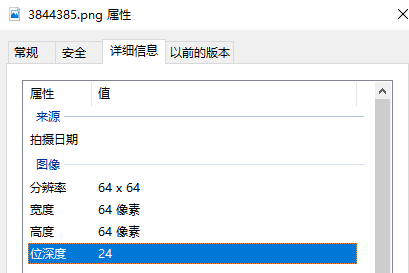 3844385.png 属性
常规 安全 详细信息 以前的版本
属性 值
来源
拍摄日期
图像
分辨率 64 x 64
宽度 64 像素
高度 64 像素
位深度 24